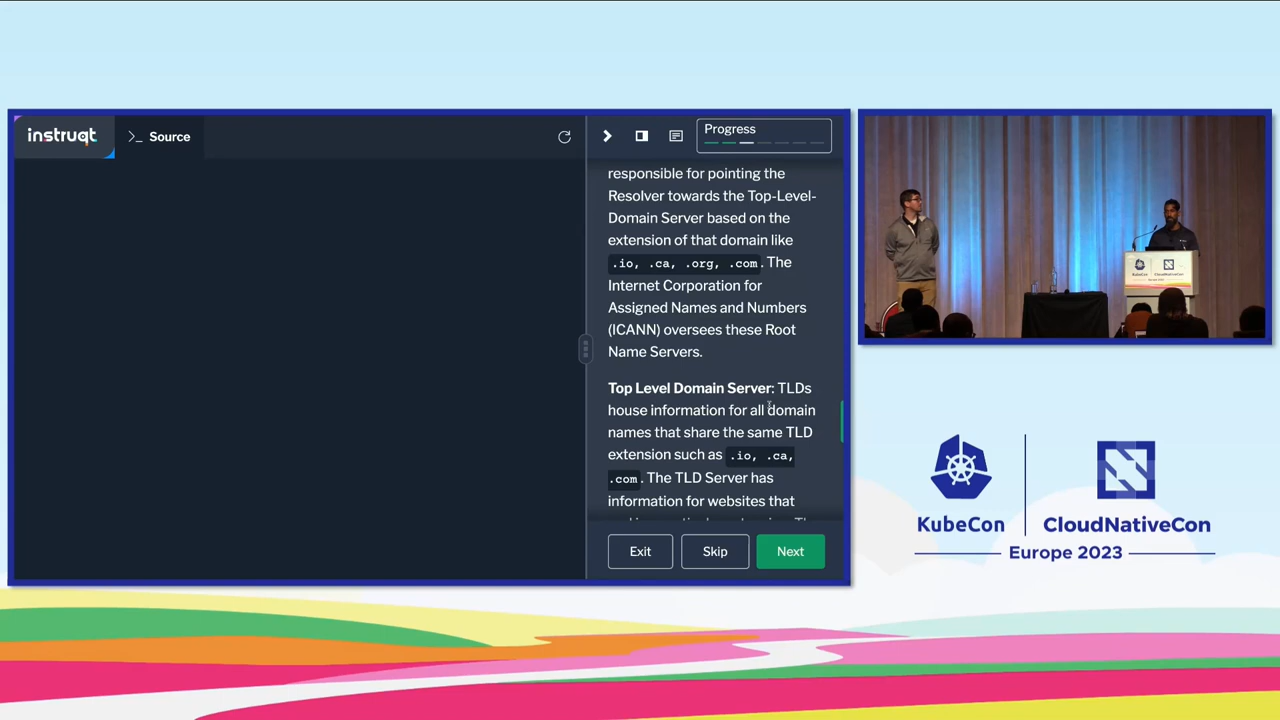 instruqt
>_ Source
Progress
responsible for pointing the
Resolver towards the Top-Level-
Domain Server based on the
extension of that domain like
.io, .ca, .org, .com. The
Internet Corporation for
Assigned Names and Numbers
(ICANN) oversees these Root
Name Servers.
Top Level Domain Server: TLDs
house information for all domain
names that share the same TLD
extension such as .io, .ca,
.com. The TLD Server has
information for websites that
Exit
Skip
Next
KubeCon
CloudNativeCon
Europe 2023